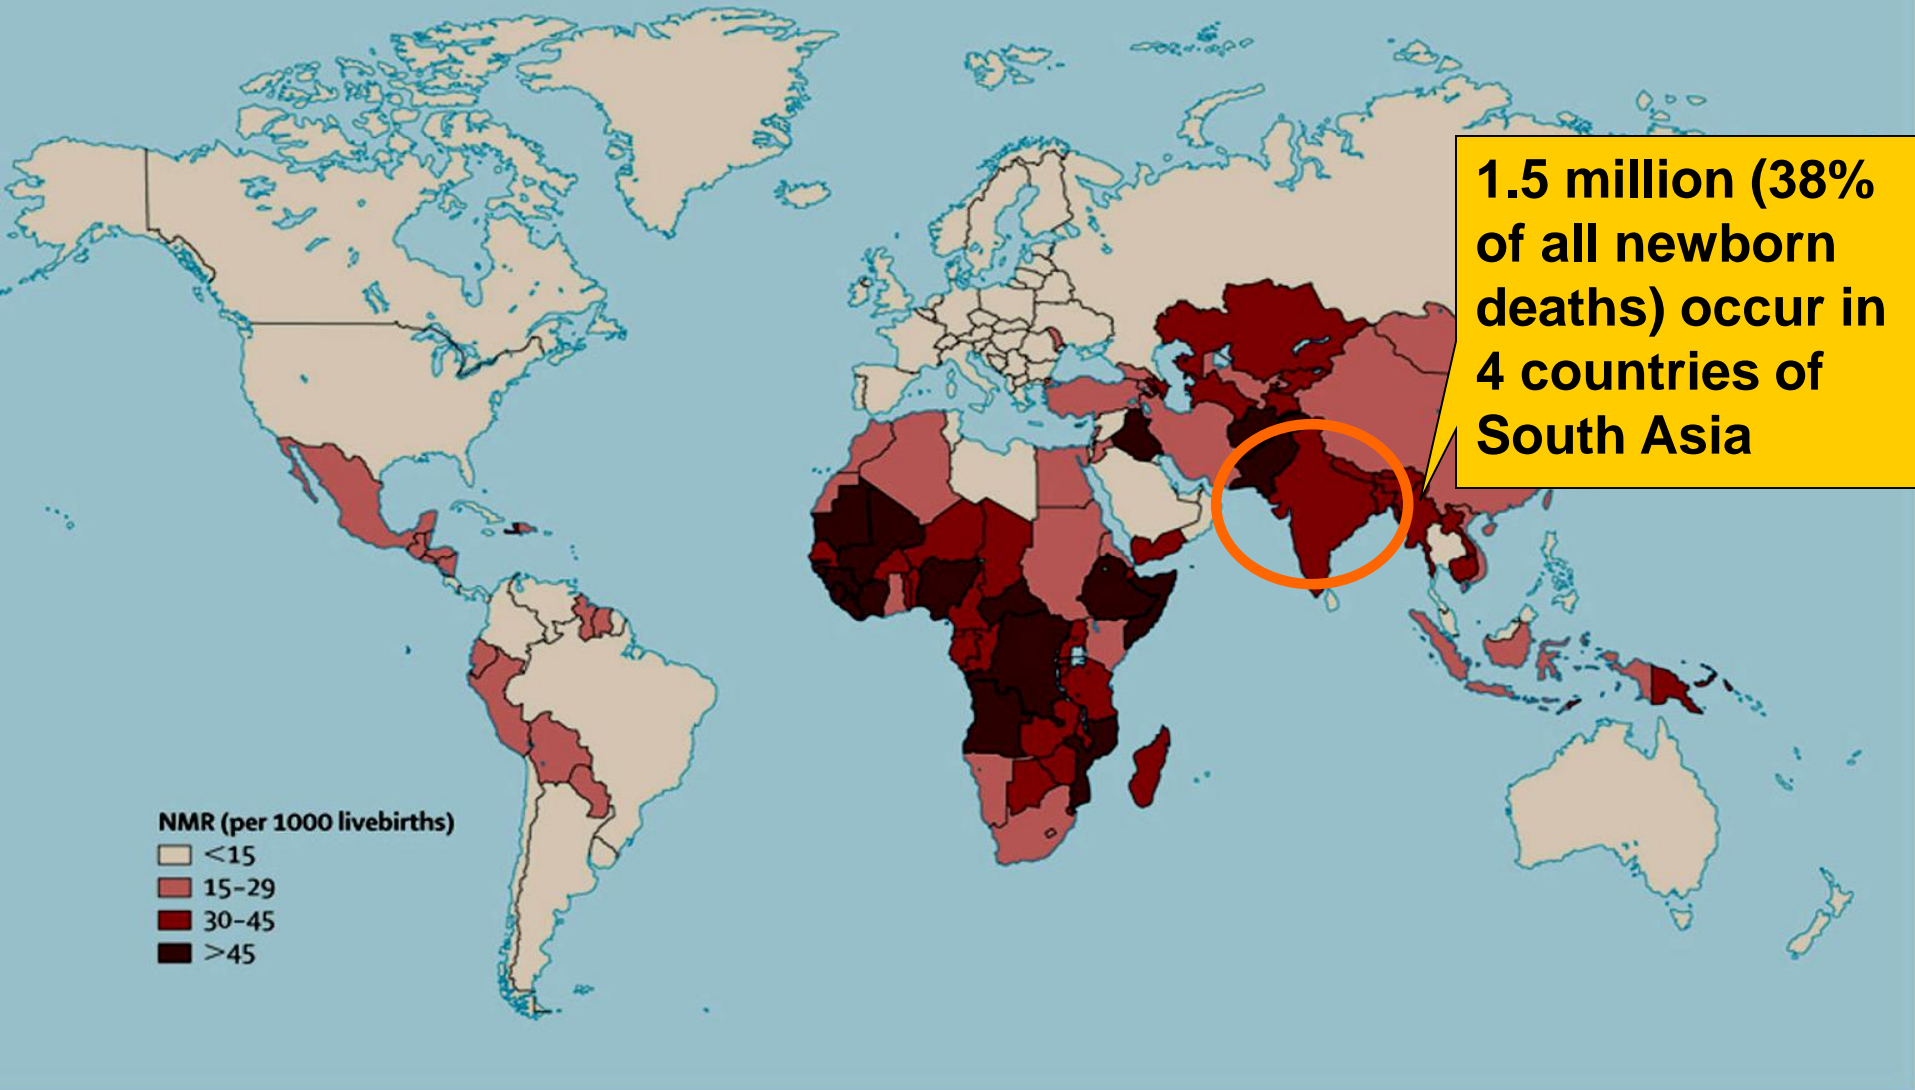 1.5 million (38%
of all newborn
deaths) occur in
4 countries of
South Asia
NMR (per 1000 livebirths)
<15
15-29
30-45
>45